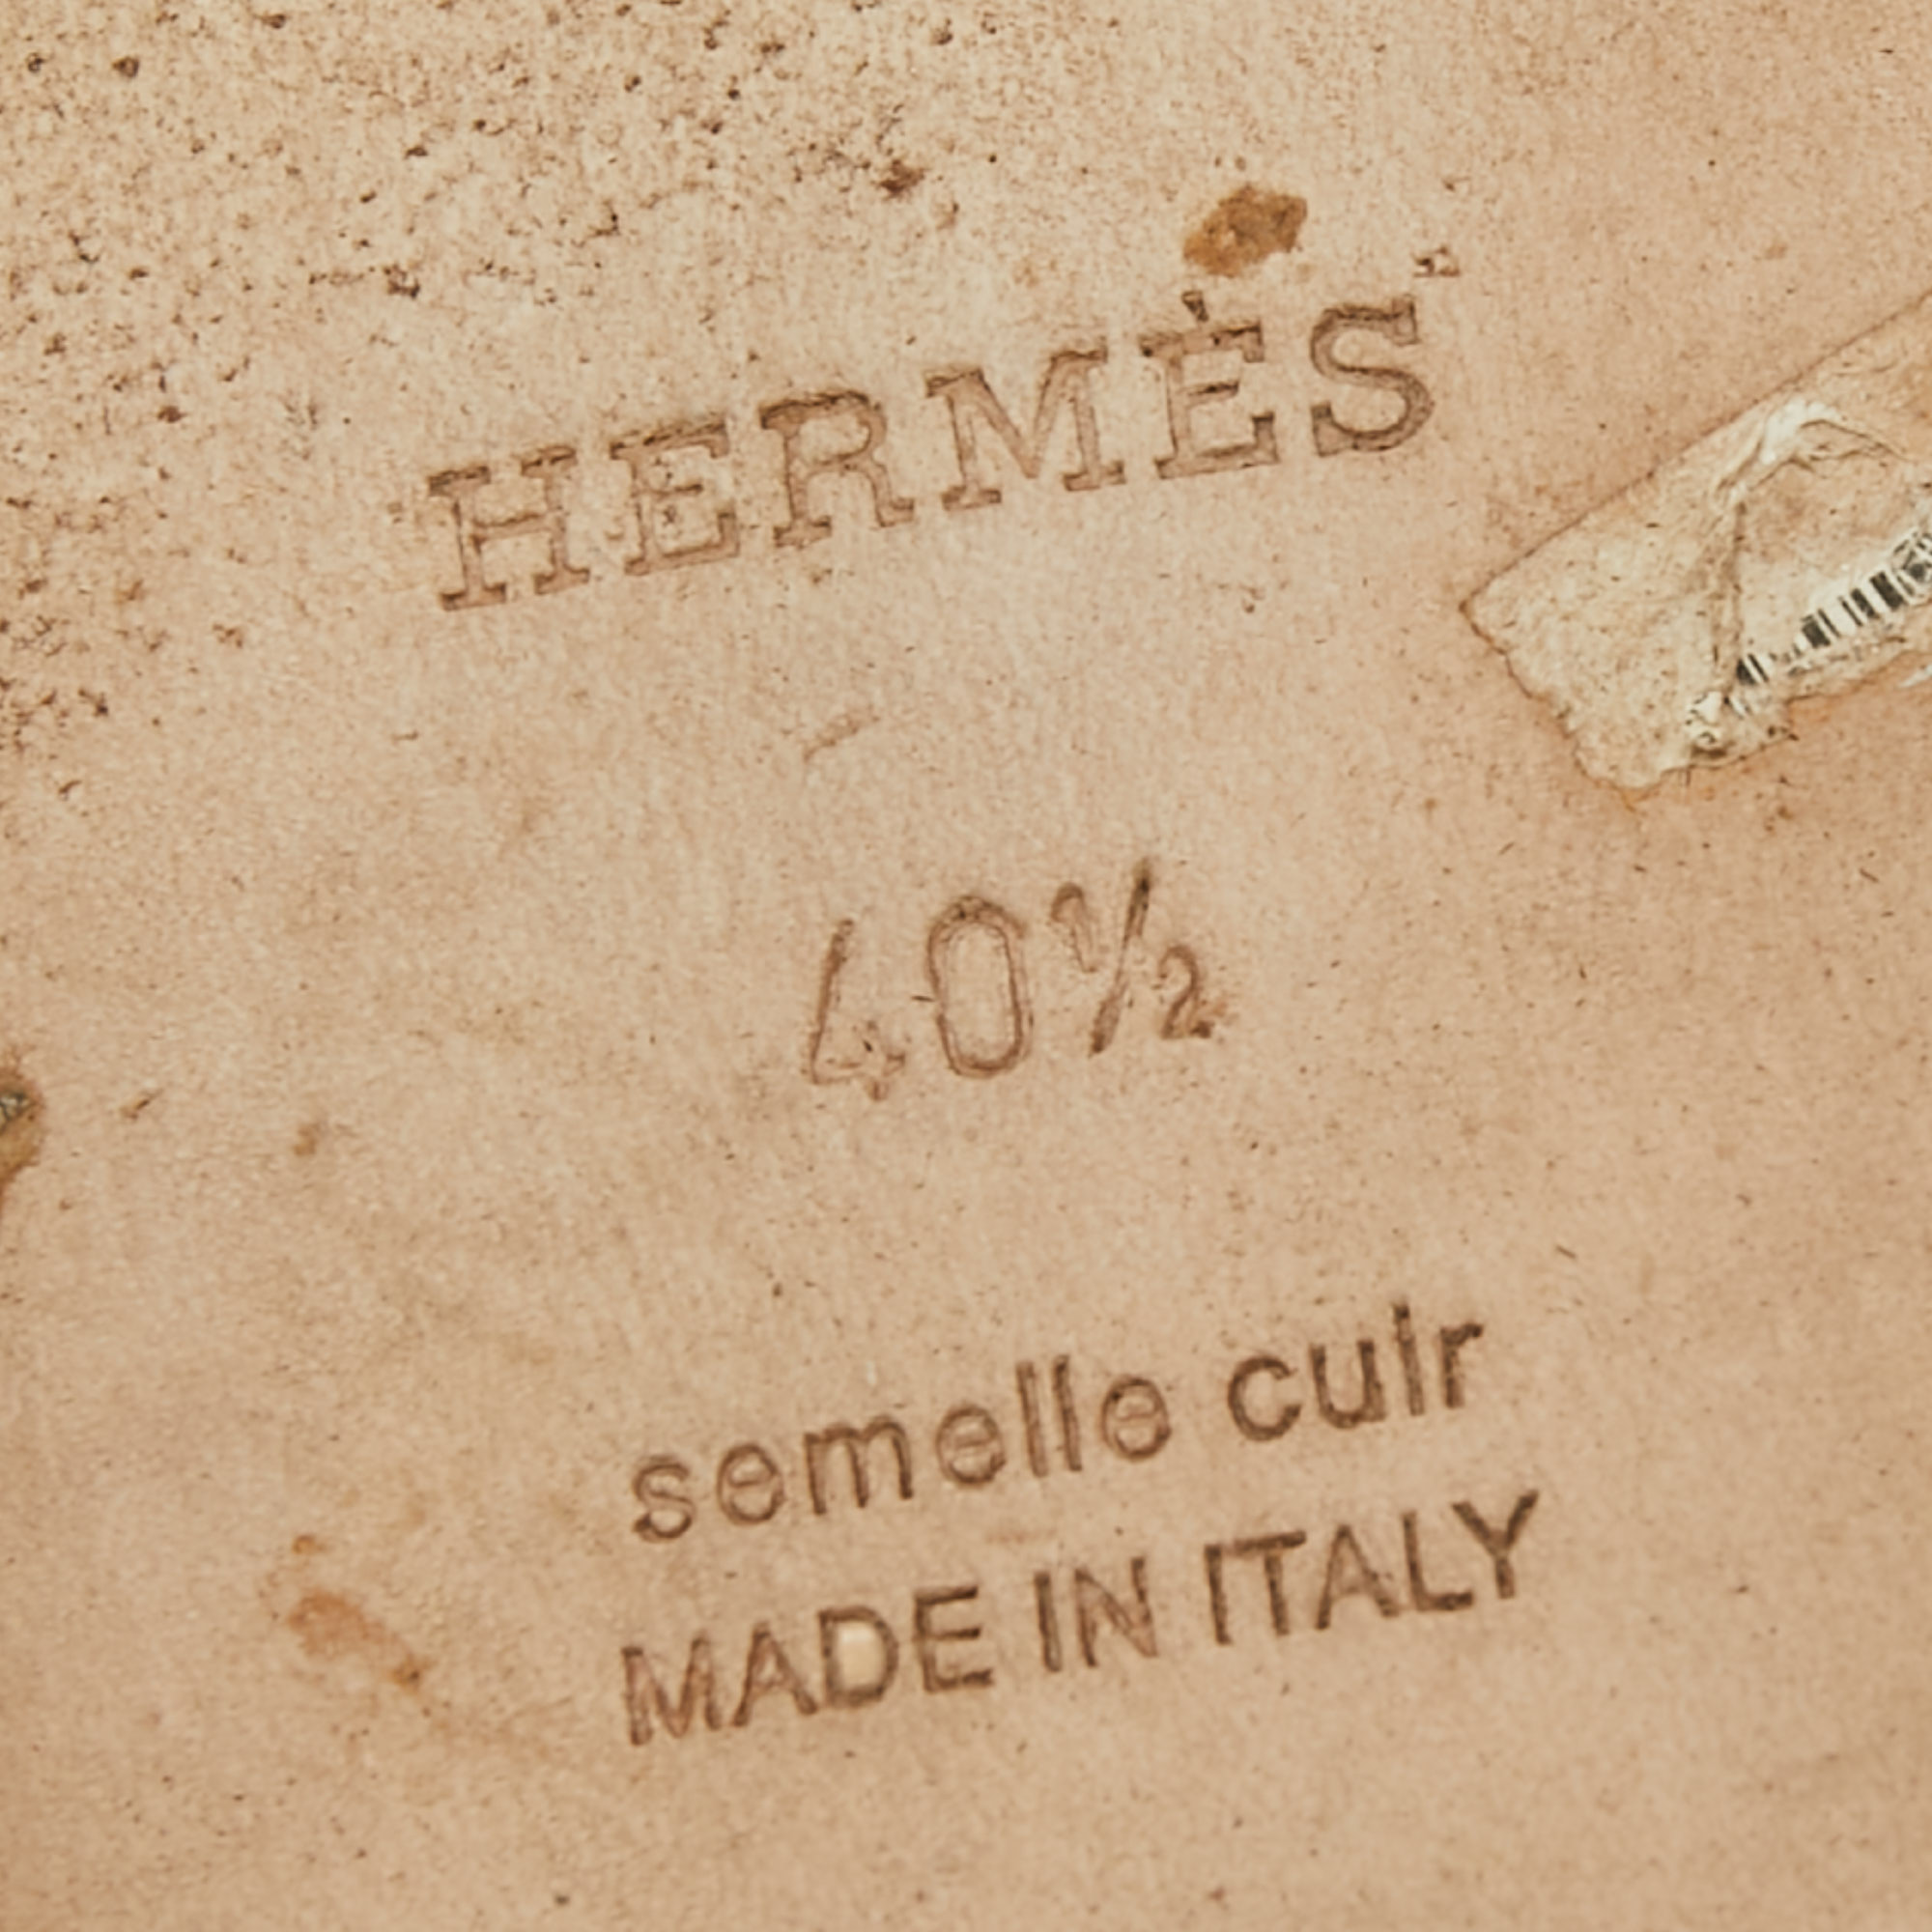 HERMÈS
40½
semelle cuir
MADE IN ITALY